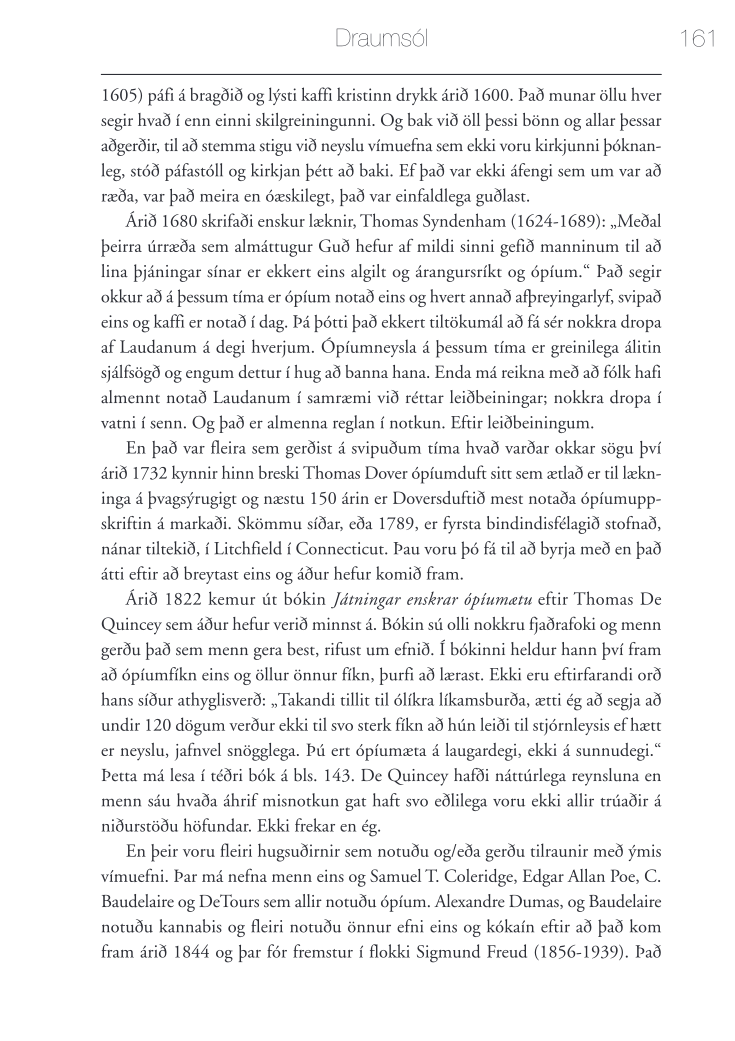 Draumsól 161
1605) páfi á bragðið og lýsti kaffi kristinn drykk árið 1600. Það munar öllu hver
segir hvað í enn einni skilgreiningunni. Og bak við öll þessi bönn og allar þessar
aðgerðir, til að stemma stigu við neyslu vímuefna sem ekki voru kirkjunni þóknan-
leg, stóð páfastóll og kirkjan þétt að baki. Ef það var ekki áfengi sem um var að
ræða, var það meira en óæskilegt, það var einfaldlega guðlast.
Árið 1680 skrifaði enskur læknir, Thomas Syndenham (1624-1689): „Meðal
þeirra úrræða sem almáttugur Guð hefur af mildi sinni gefið manninum til að
lina þjáningar sínar er ekkert eins algilt og árangursríkt og ópíum.“ Það segir
okkur að á þessum tíma er ópíum notað eins og hvert annað afþreyingarlyf, svipað
eins og kaffi er notað í dag. Þá þótti það ekkert tiltökumál að fá sér nokkra dropa
af Laudanum á degi hverjum. Ópíumneysla á þessum tíma er greinilega álitin
sjálfsögð og engum dettur í hug að banna hana. Enda má reikna með að fólk hafi
almennt notað Laudanum í samræmi við réttar leiðbeiningar; nokkra dropa í
vatni í senn. Og það er almenna reglan í notkun. Eftir leiðbeiningum.
En það var fleira sem gerðist á svipuðum tíma hvað varðar okkar sögu því
árið 1732 kynnir hinn breski Thomas Dover ópíumduft sitt sem ætlað er til lækn-
inga á þvagsýrugigt og næstu 150 árin er Doversduftið mest notaða ópíumupp-
skriftin á markaði. Skömmu síðar, eða 1789, er fyrsta bindindisfélagið stofnað,
nánar tiltekið, í Litchfield í Connecticut. Þau voru þó fá til að byrja með en það
átti eftir að breytast eins og áður hefur komið fram.
Árið 1822 kemur út bókin Játningar enskrar ópíumætu eftir Thomas De
Quincey sem áður hefur verið minnst á. Bókin sú olli nokkru fjaðrafoki og menn
gerðu það sem menn gera best, rifust um efnið. Í bókinni heldur hann því fram
að ópíumfíkn eins og öllur önnur fíkn, þurfi að lærast. Ekki eru eftirfarandi orð
hans síður athyglisverð: „Takandi tillit til ólíkra líkamsburða, ætti ég að segja að
undir 120 dögum verður ekki til svo sterk fíkn að hún leiði til stjórnleysis ef hætt
er neyslu, jafnvel snögglega. Þú ert ópíumæta á laugardegi, ekki á sunnudegi.“
Þetta má lesa í téðri bók á bls. 143. De Quincey hafði náttúrlega reynsluna en
menn sáu hvaða áhrif misnotkun gat haft svo eðlilega voru ekki allir trúaðir á
niðurstöðu höfundar. Ekki frekar en ég.
En þeir voru fleiri hugsuðirnir sem notuðu og/eða gerðu tilraunir með ýmis
vímuefni. Þar má nefna menn eins og Samuel T. Coleridge, Edgar Allan Poe, C.
Baudelaire og DeTours sem allir notuðu ópíum. Alexandre Dumas, og Baudelaire
notuðu kannabis og fleiri notuðu önnur efni eins og kókaín eftir að það kom
fram árið 1844 og þar fór fremstur í flokki Sigmund Freud (1856-1939). Það